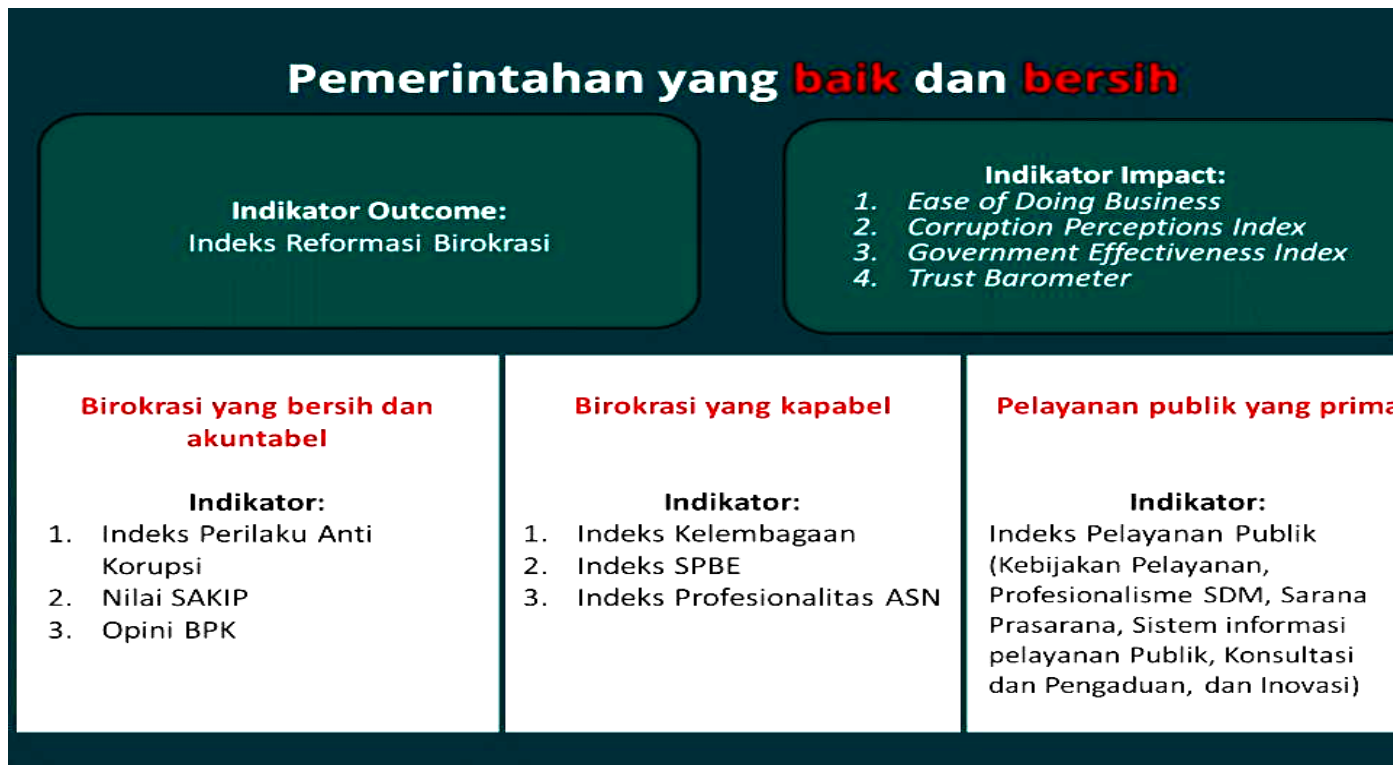 Pemerintahan yang baik dan bersih
Indikator Outcome:
Indeks Reformasi Birokrasi
Indikator Impact:
1. Ease of Doing Business
2. Corruption Perceptions Index
3. Government Effectiveness Index
4. Trust Barometer
Birokrasi yang bersih dan
akuntabel
Indikator:
1. Indeks Perilaku Anti
Korupsi
2. Nilai SAKIP
3. Opini BPK
Birokrasi yang kapabel
Indikator:
1. Indeks Kelembagaan
2. Indeks SPBE
3. Indeks Profesionalitas ASN
Pelayanan publik yang prima
Indikator:
Indeks Pelayanan Publik
(Kebijakan Pelayanan,
Profesionalisme SDM, Sarana
Prasarana, Sistem informasi
pelayanan Publik, Konsultasi
dan Pengaduan, dan Inovasi)